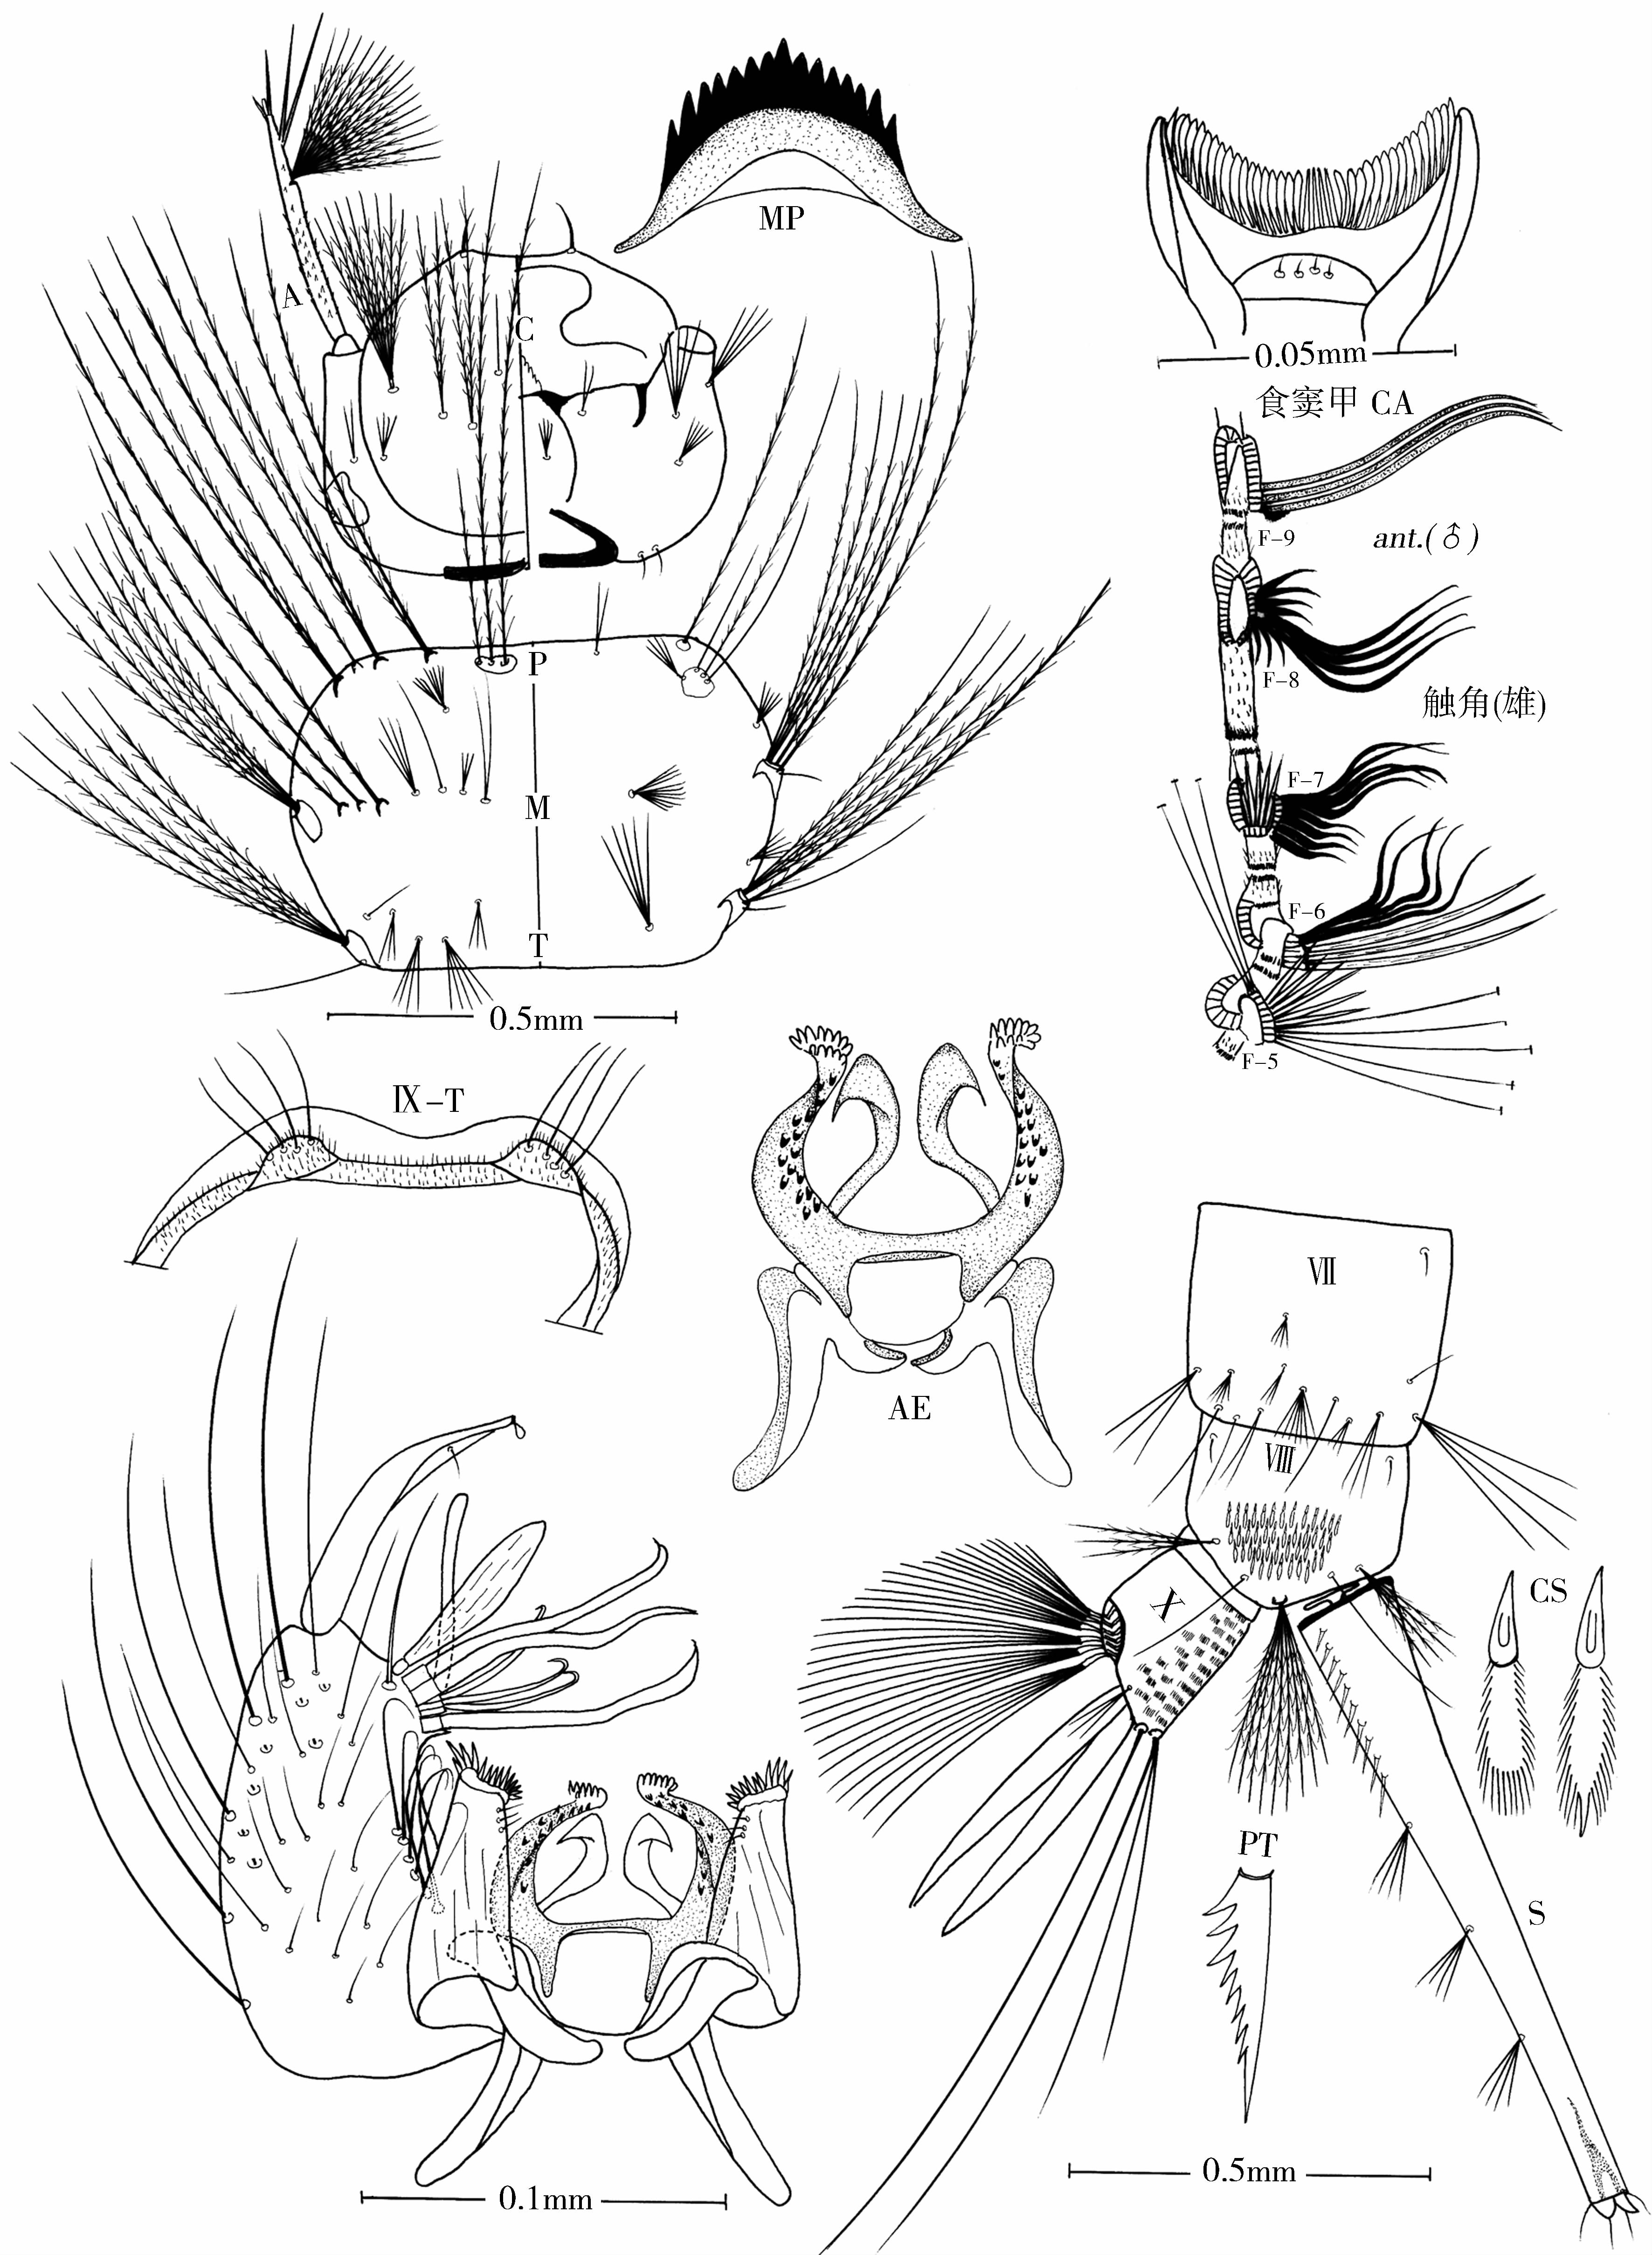 MP
A
C
0.05mm
食窦甲 CA
F-9
ant.(♂)
P
F-8
触角(雄)
F-7
M
F-6
T
0.5mm
F-5
Ⅸ-T
Ⅶ
AE
Ⅷ
CS
X
PT
S
0.5mm
0.1mm